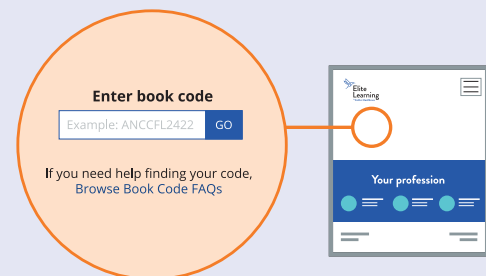 Enter book code
Example: ANCCFL2422 GO
If you need help finding your code,
Browse Book Code FAQs
Elite
Learning
Your profession